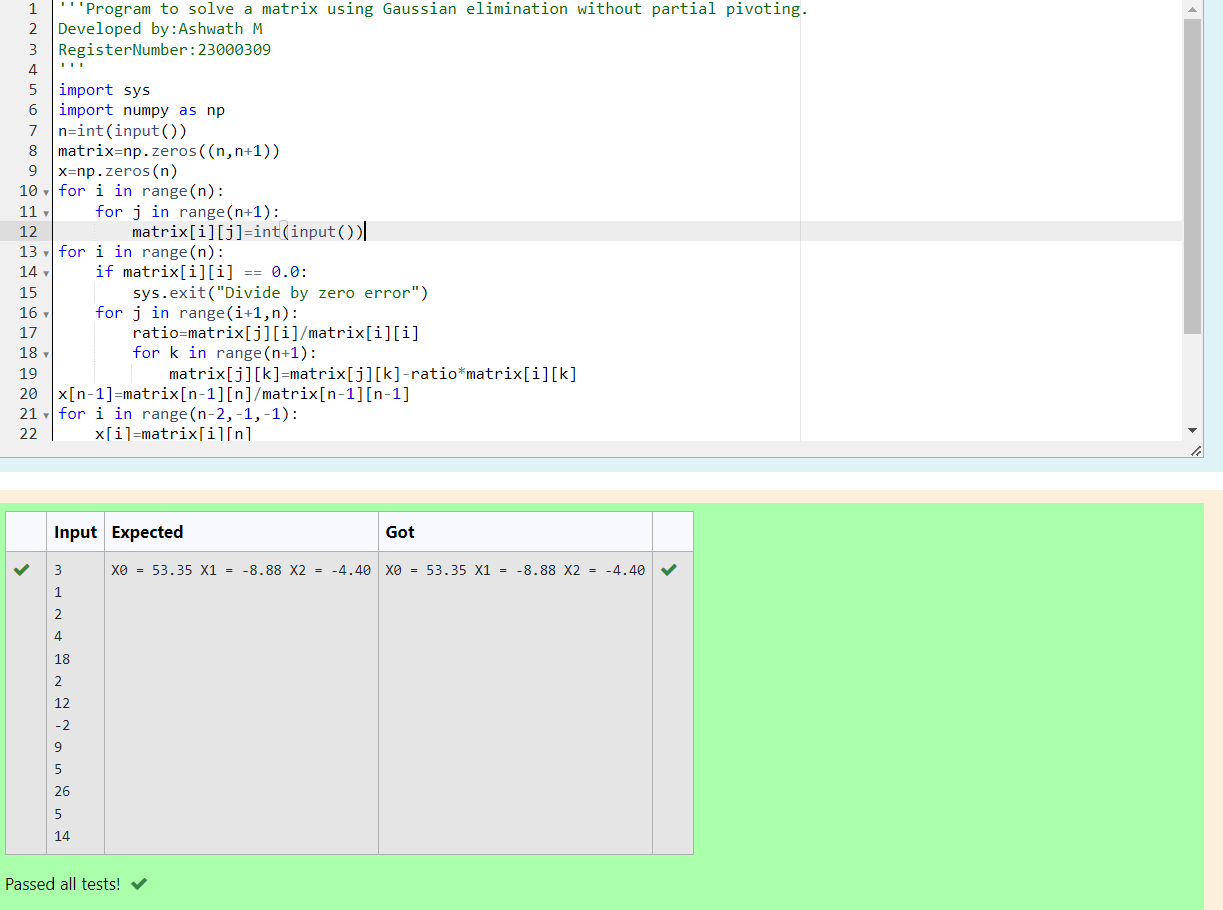 1 '''Program to solve a matrix using Gaussian elimination without partial pivoting.
2 Developed by:Ashwath M
3 RegisterNumber:23000309
4 '''
5 import sys
6 import numpy as np
7 n=int(input())
8 matrix=np.zeros((n,n+1))
9 x=np.zeros(n)
10 for i in range(n):
11     for j in range(n+1):
12         matrix[i][j]=int(input())
13 for i in range(n):
14     if matrix[i][i] == 0.0:
15         sys.exit("Divide by zero error")
16     for j in range(i+1,n):
17         ratio=matrix[j][i]/matrix[i][i]
18         for k in range(n+1):
19             matrix[j][k]=matrix[j][k]-ratio*matrix[i][k]
20 x[n-1]=matrix[n-1][n]/matrix[n-1][n-1]
21 for i in range(n-2,-1,-1):
22     x[i]=matrix[i][n]
Input Expected Got
3 X0 = 53.35 X1 = -8.88 X2 = -4.40 X0 = 53.35 X1 = -8.88 X2 = -4.40
1
2
4
18
2
12
-2
9
5
26
5
14
Passed all tests!